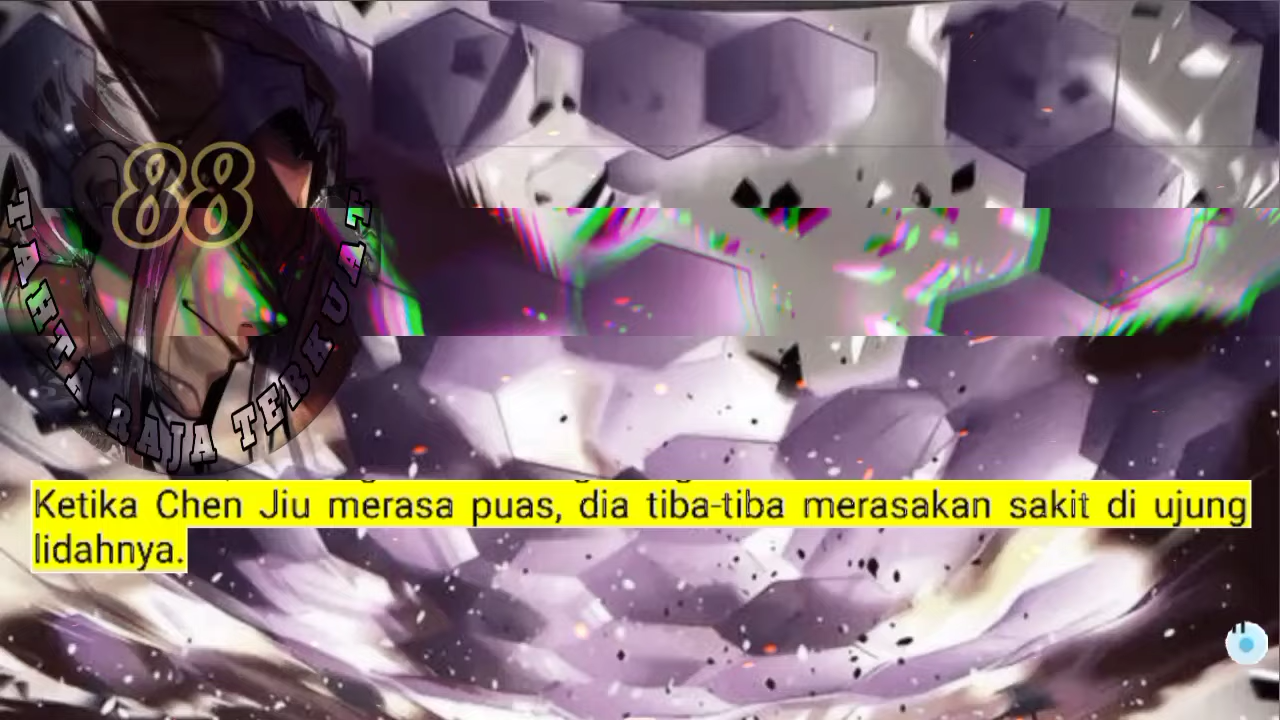 88
TAHTA RAJA TERKUAT
Ketika Chen Jiu merasa puas, dia tiba-tiba merasakan sakit di ujung
lidahnya.